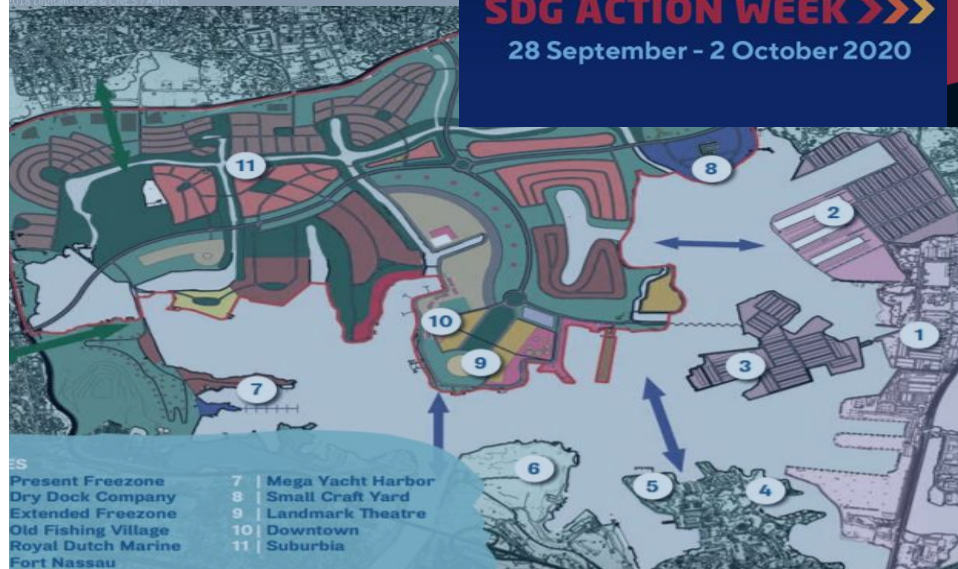 SDG ACTION WEEK >>>
28 September - 2 October 2020
11
8
2
1
10
3
9
7
6
5
4
ES
Present Freezone
Dry Dock Company
Extended Freezone
Old Fishing Village
Royal Dutch Marine
Fort Nassau
7 | Mega Yacht Harbor
8 | Small Craft Yard
9 | Landmark Theatre
10 | Downtown
11 | Suburbia